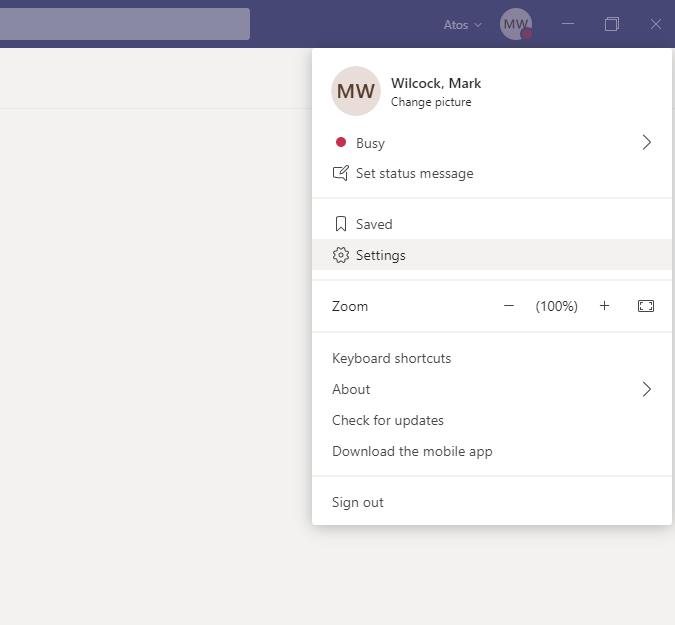 Atos
MW
MW
Wilcock, Mark
Change picture
Busy
Set status message
Saved
Settings
Zoom
(100%)
Keyboard shortcuts
About
Check for updates
Download the mobile app
Sign out